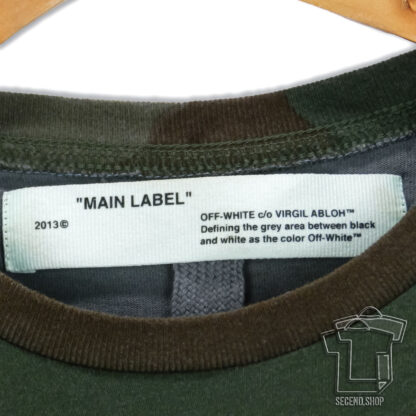 "MAIN LABEL"
2013©
OFF-WHITE c/o VIRGIL ABLOH™
Defining the grey area between black
and white as the color Off-White™
SECEND.SHOP